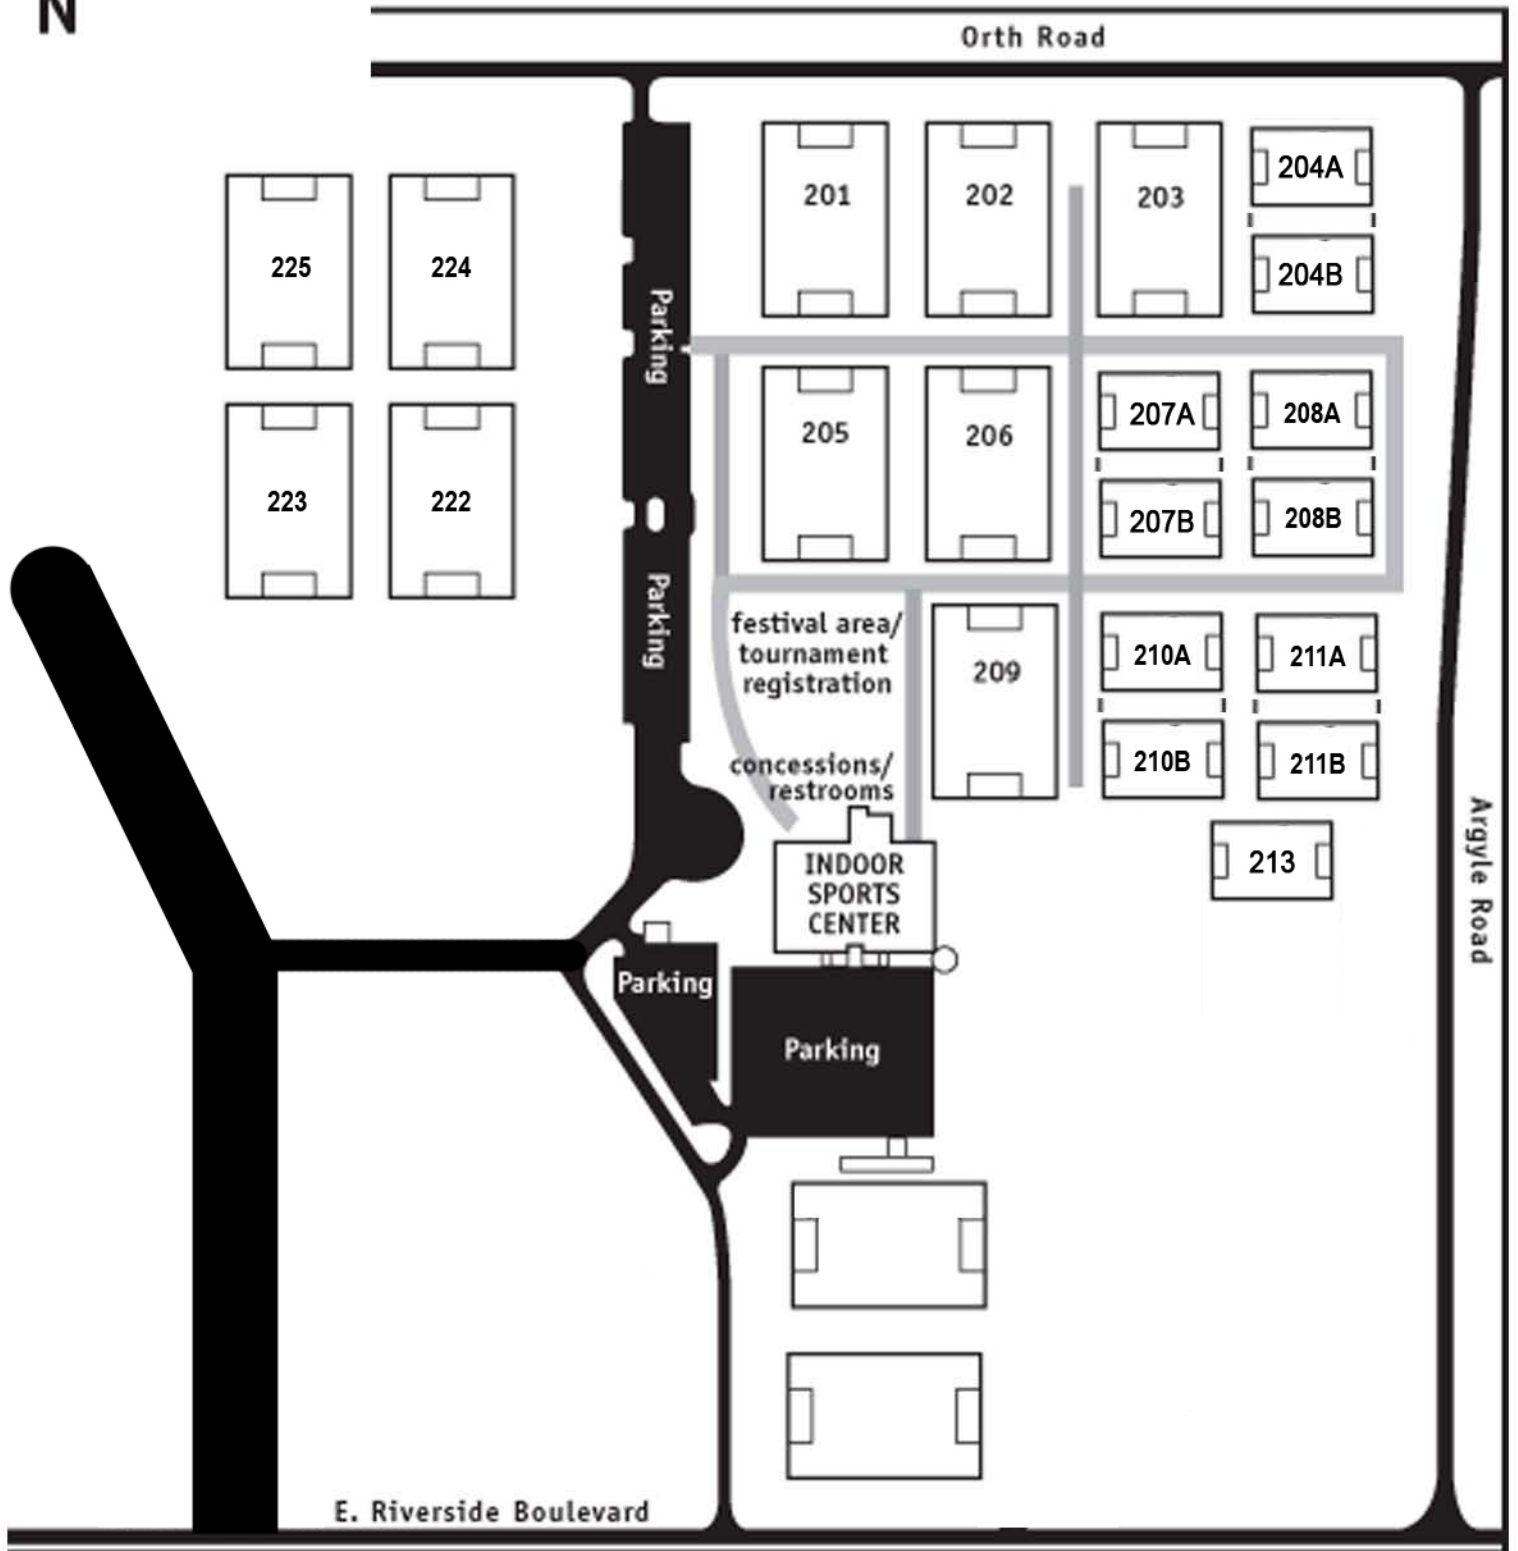 N
Orth Road
201
202
203
204A
204B
225
224
Parking
205
206
207A
208A
207B
208B
223
222
Parking
festival area/
tournament
registration
209
210A
211A
concessions/
restrooms
210B
211B
INDOOR
SPORTS
CENTER
213
Argyle Road
Parking
Parking
E. Riverside Boulevard